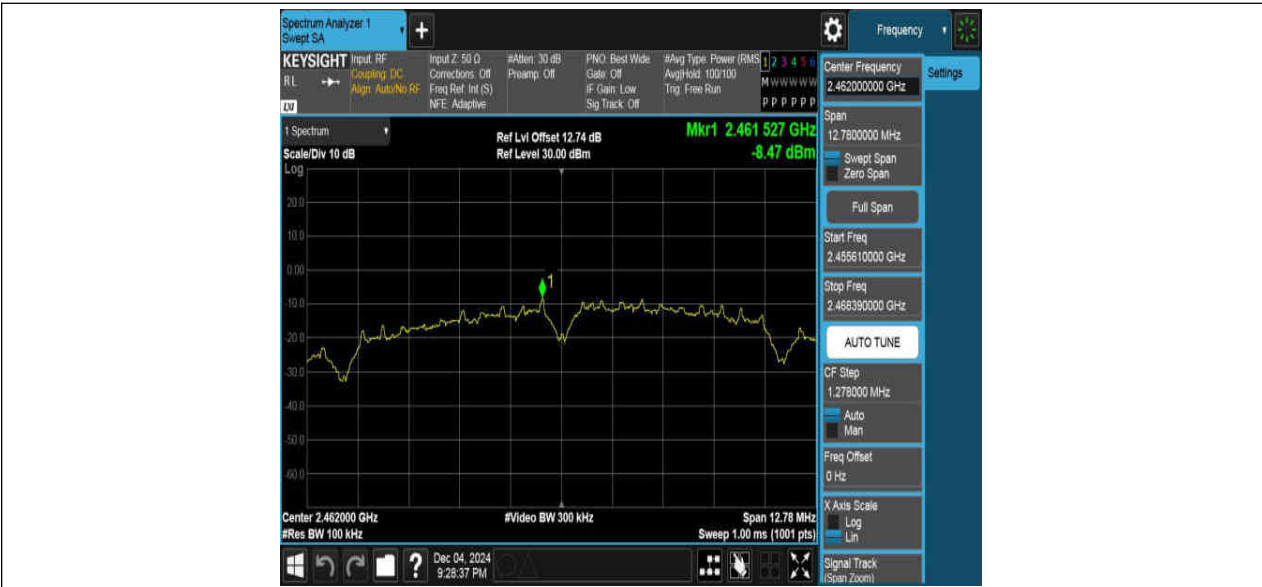 Spectrum Analyzer 1
Swept SA
Frequency
KEYSIGHT
RL
LXI
Input: RF
Coupling: DC
Align: Auto/No RF
Input Z: 50 Ω
Corrections: Off
Freq Ref: Int (S)
NFE: Adaptive
#Atten: 30 dB
Preamp: Off
PNO: Best Wide
Gate: Off
IF Gain: Low
Sig Track: Off
#Avg Type: Power (RMS
Avg|Hold: 100/100
Trig: Free Run
1 2 3 4 5 6
M W W W W W
P P P P P P
1 Spectrum
Scale/Div 10 dB
Ref Lvl Offset 12.74 dB
Ref Level 30.00 dBm
Mkr1 2.461 527 GHz
-8.47 dBm
Log
20.0
10.0
0.00
-10.0
-20.0
-30.0
-40.0
-50.0
-60.0
1
Center 2.462000 GHz
#Res BW 100 kHz
#Video BW 300 kHz
Span 12.78 MHz
Sweep 1.00 ms (1001 pts)
?
Dec 04, 2024
9:28:37 PM
Center Frequency
2.462000000 GHz
Settings
Span
12.7800000 MHz
Swept Span
Zero Span
Full Span
Start Freq
2.455610000 GHz
Stop Freq
2.468390000 GHz
AUTO TUNE
CF Step
1.278000 MHz
Auto
Man
Freq Offset
0 Hz
X Axis Scale
Log
Lin
Signal Track
(Span Zoom)